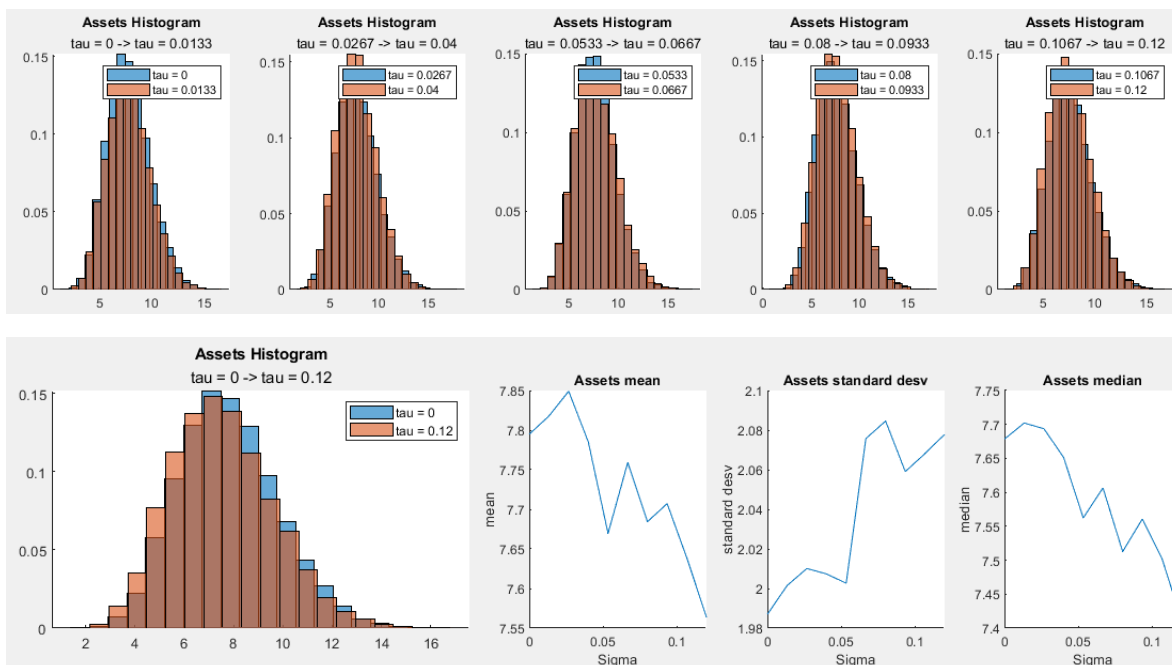 Assets Histogram
tau = 0 -> tau = 0.0133
tau = 0
tau = 0.0133
0.15
0.1
0.05
0
5
10
15
Assets Histogram
tau = 0.0267 -> tau = 0.04
tau = 0.0267
tau = 0.04
0.15
0.1
0.05
0
5
10
15
Assets Histogram
tau = 0.0533 -> tau = 0.0667
tau = 0.0533
tau = 0.0667
0.15
0.1
0.05
0
5
10
15
Assets Histogram
tau = 0.08 -> tau = 0.0933
tau = 0.08
tau = 0.0933
0.15
0.1
0.05
0
0
5
10
15
Assets Histogram
tau = 0.1067 -> tau = 0.12
tau = 0.1067
tau = 0.12
0.15
0.1
0.05
0
5
10
15
Assets Histogram
tau = 0 -> tau = 0.12
tau = 0
tau = 0.12
0.15
0.1
0.05
0
2
4
6
8
10
12
14
16
Assets mean
7.85
7.8
7.75
7.7
7.65
7.6
7.55
mean
0
0.05
0.1
Sigma
Assets standard desv
2.1
2.08
2.06
2.04
2.02
2
1.98
standard desv
0
0.05
0.1
Sigma
Assets median
7.75
7.7
7.65
7.6
7.55
7.5
7.45
7.4
median
0
0.05
0.1
Sigma